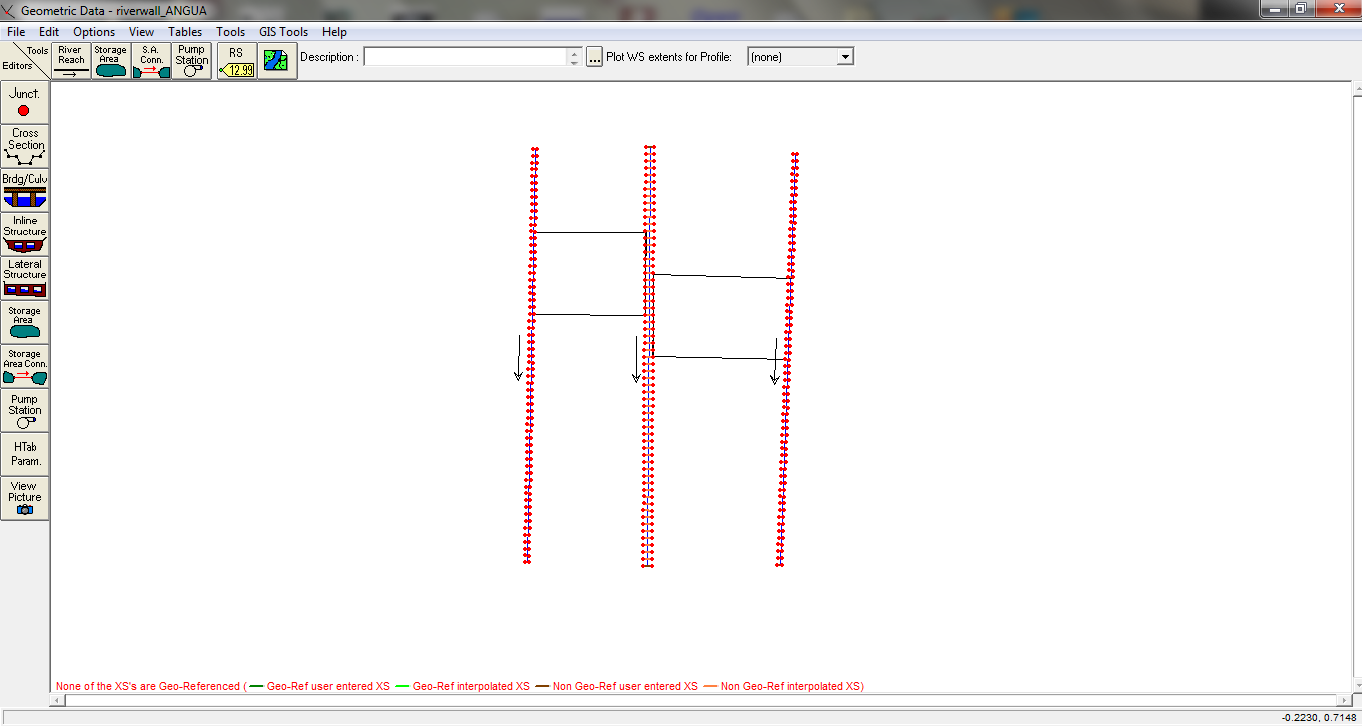 Geometric Data - riverwall_ANGUA
File Edit Options View Tables Tools GIS Tools Help
Tools
Editors
River
Reach
Storage
Area
S.A.
Conn.
Pump
Station
RS
12.99
Description :
...
Plot WS extents for Profile:
(none)
Junct.
Cross
Section
Brdg/Culv
Inline
Structure
Lateral
Structure
Storage
Area
Storage
Area Conn.
Pump
Station
HTab
Param.
View
Picture
None of the XS's are Geo-Referenced ( Geo-Ref user entered XS Geo-Ref interpolated XS Non Geo-Ref user entered XS Non Geo-Ref interpolated XS)
-0.2230, 0.7148